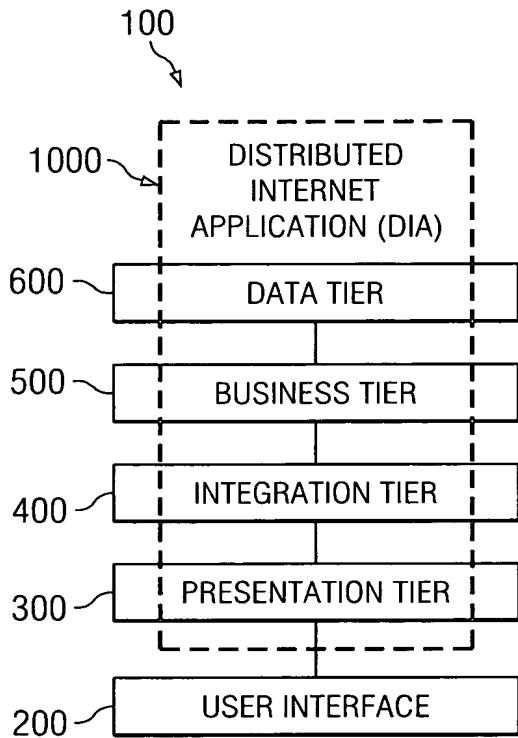 100
1000
DISTRIBUTED
INTERNET
APPLICATION (DIA)
600
DATA TIER
500
BUSINESS TIER
400
INTEGRATION TIER
300
PRESENTATION TIER
200
USER INTERFACE